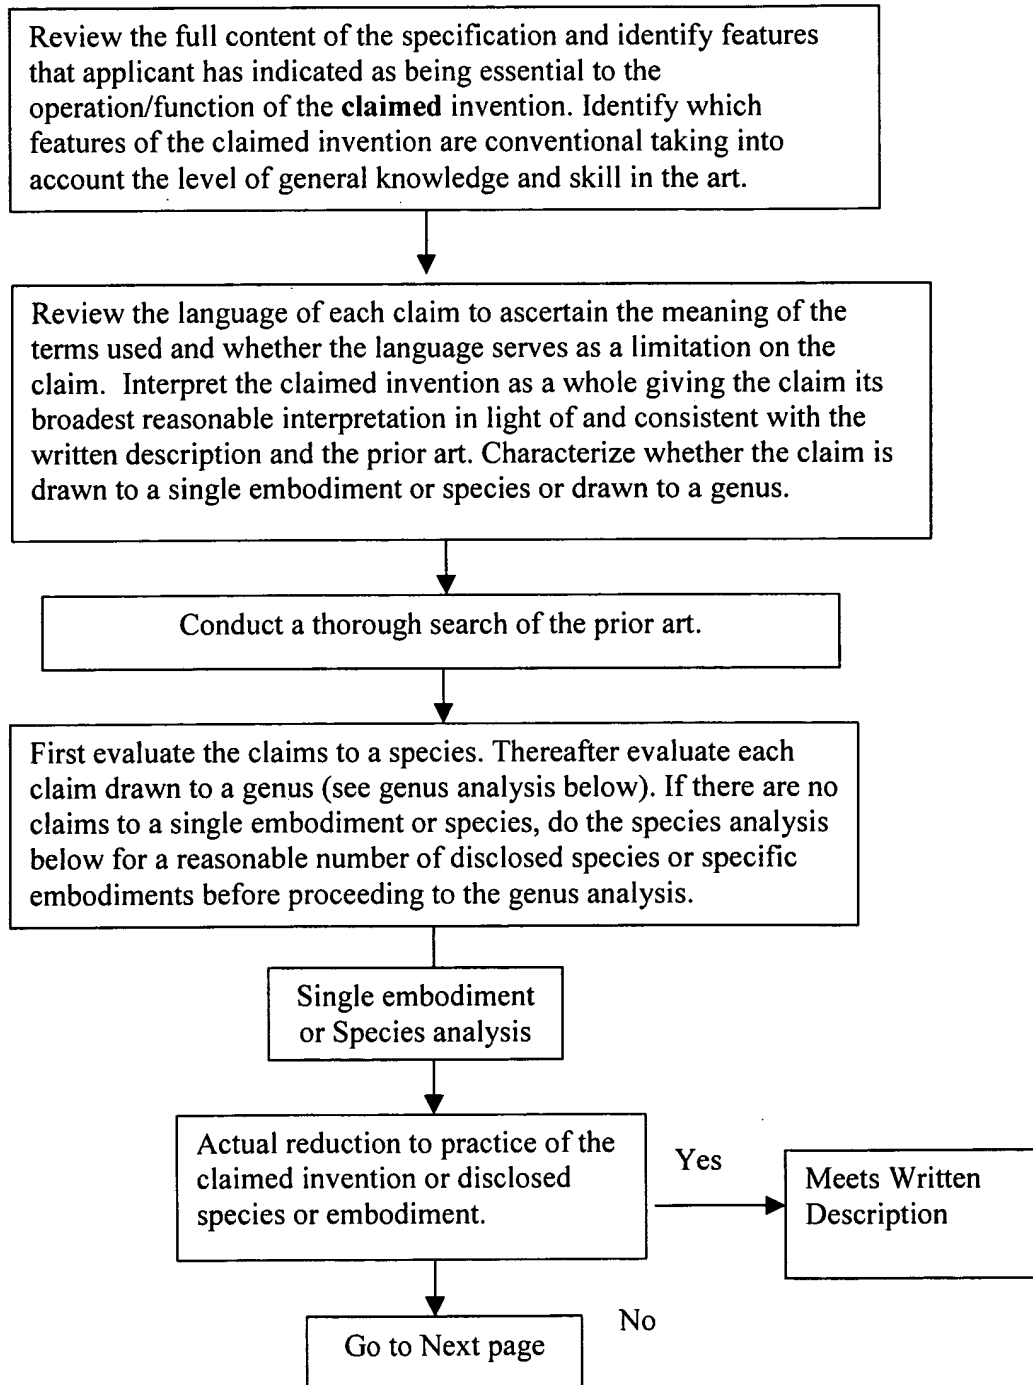 Review the full content of the specification and identify features
that applicant has indicated as being essential to the
operation/function of the claimed invention. Identify which
features of the claimed invention are conventional taking into
account the level of general knowledge and skill in the art.
Review the language of each claim to ascertain the meaning of the
terms used and whether the language serves as a limitation on the
claim.  Interpret the claimed invention as a whole giving the claim its
broadest reasonable interpretation in light of and consistent with the
written description and the prior art. Characterize whether the claim is
drawn to a single embodiment or species or drawn to a genus.
Conduct a thorough search of the prior art.
First evaluate the claims to a species. Thereafter evaluate each
claim drawn to a genus (see genus analysis below). If there are no
claims to a single embodiment or species, do the species analysis
below for a reasonable number of disclosed species or specific
embodiments before proceeding to the genus analysis.
Single embodiment
or Species analysis
Actual reduction to practice of the
claimed invention or disclosed
species or embodiment.
Yes
Meets Written
Description
No
Go to Next page